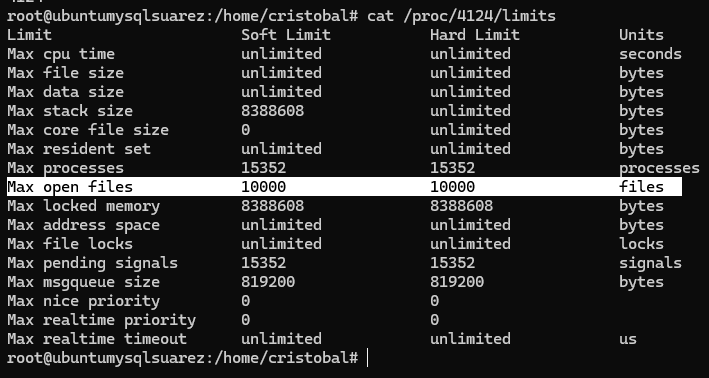 root@ubuntumysqlsuarez:/home/cristobal# cat /proc/4124/limits
Limit                     Soft Limit           Hard Limit           Units
Max cpu time              unlimited            unlimited            seconds
Max file size             unlimited            unlimited            bytes
Max data size             unlimited            unlimited            bytes
Max stack size            8388608              unlimited            bytes
Max core file size        0                    unlimited            bytes
Max resident set          unlimited            unlimited            bytes
Max processes             15352                15352                processes
Max open files            10000                10000                files
Max locked memory         8388608              8388608              bytes
Max address space         unlimited            unlimited            bytes
Max file locks            unlimited            unlimited            locks
Max pending signals       15352                15352                signals
Max msgqueue size         819200               819200               bytes
Max nice priority         0                    0
Max realtime priority     0                    0
Max realtime timeout      unlimited            unlimited            us
root@ubuntumysqlsuarez:/home/cristobal#